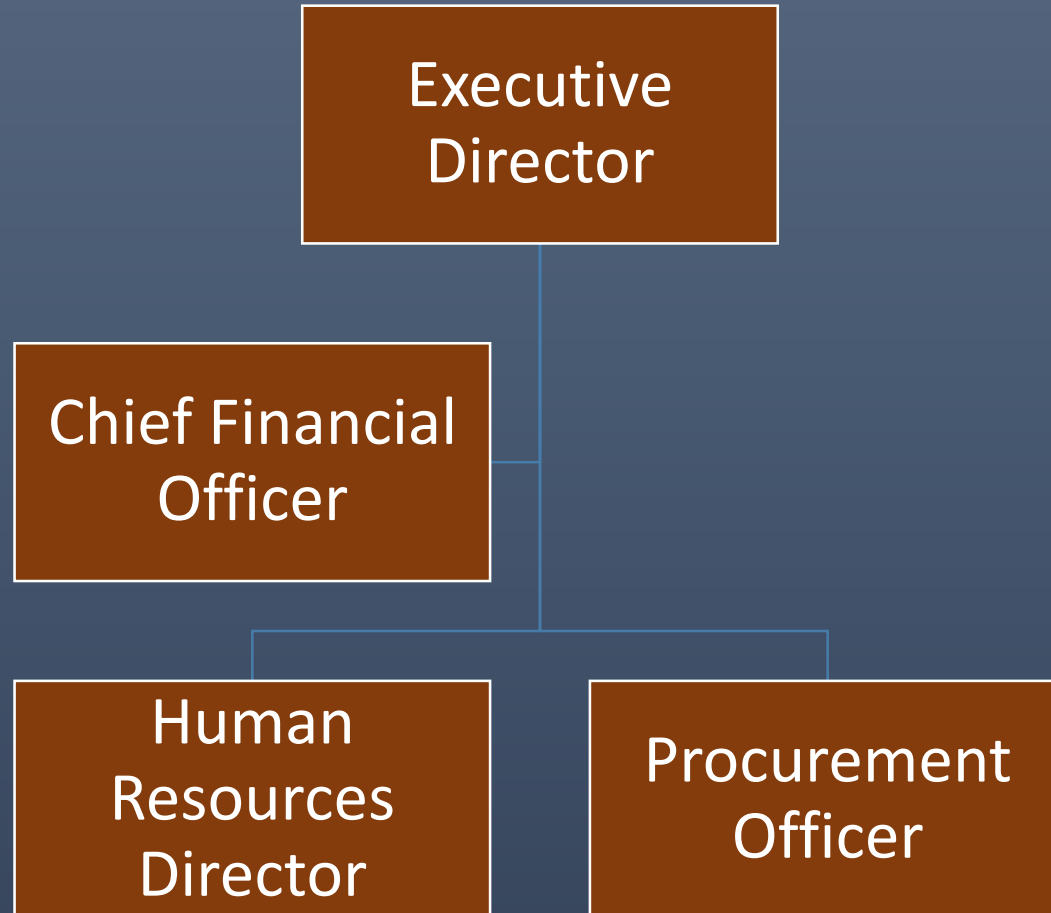 Executive
Director
Chief Financial
Officer
Human
Resources
Director
Procurement
Officer